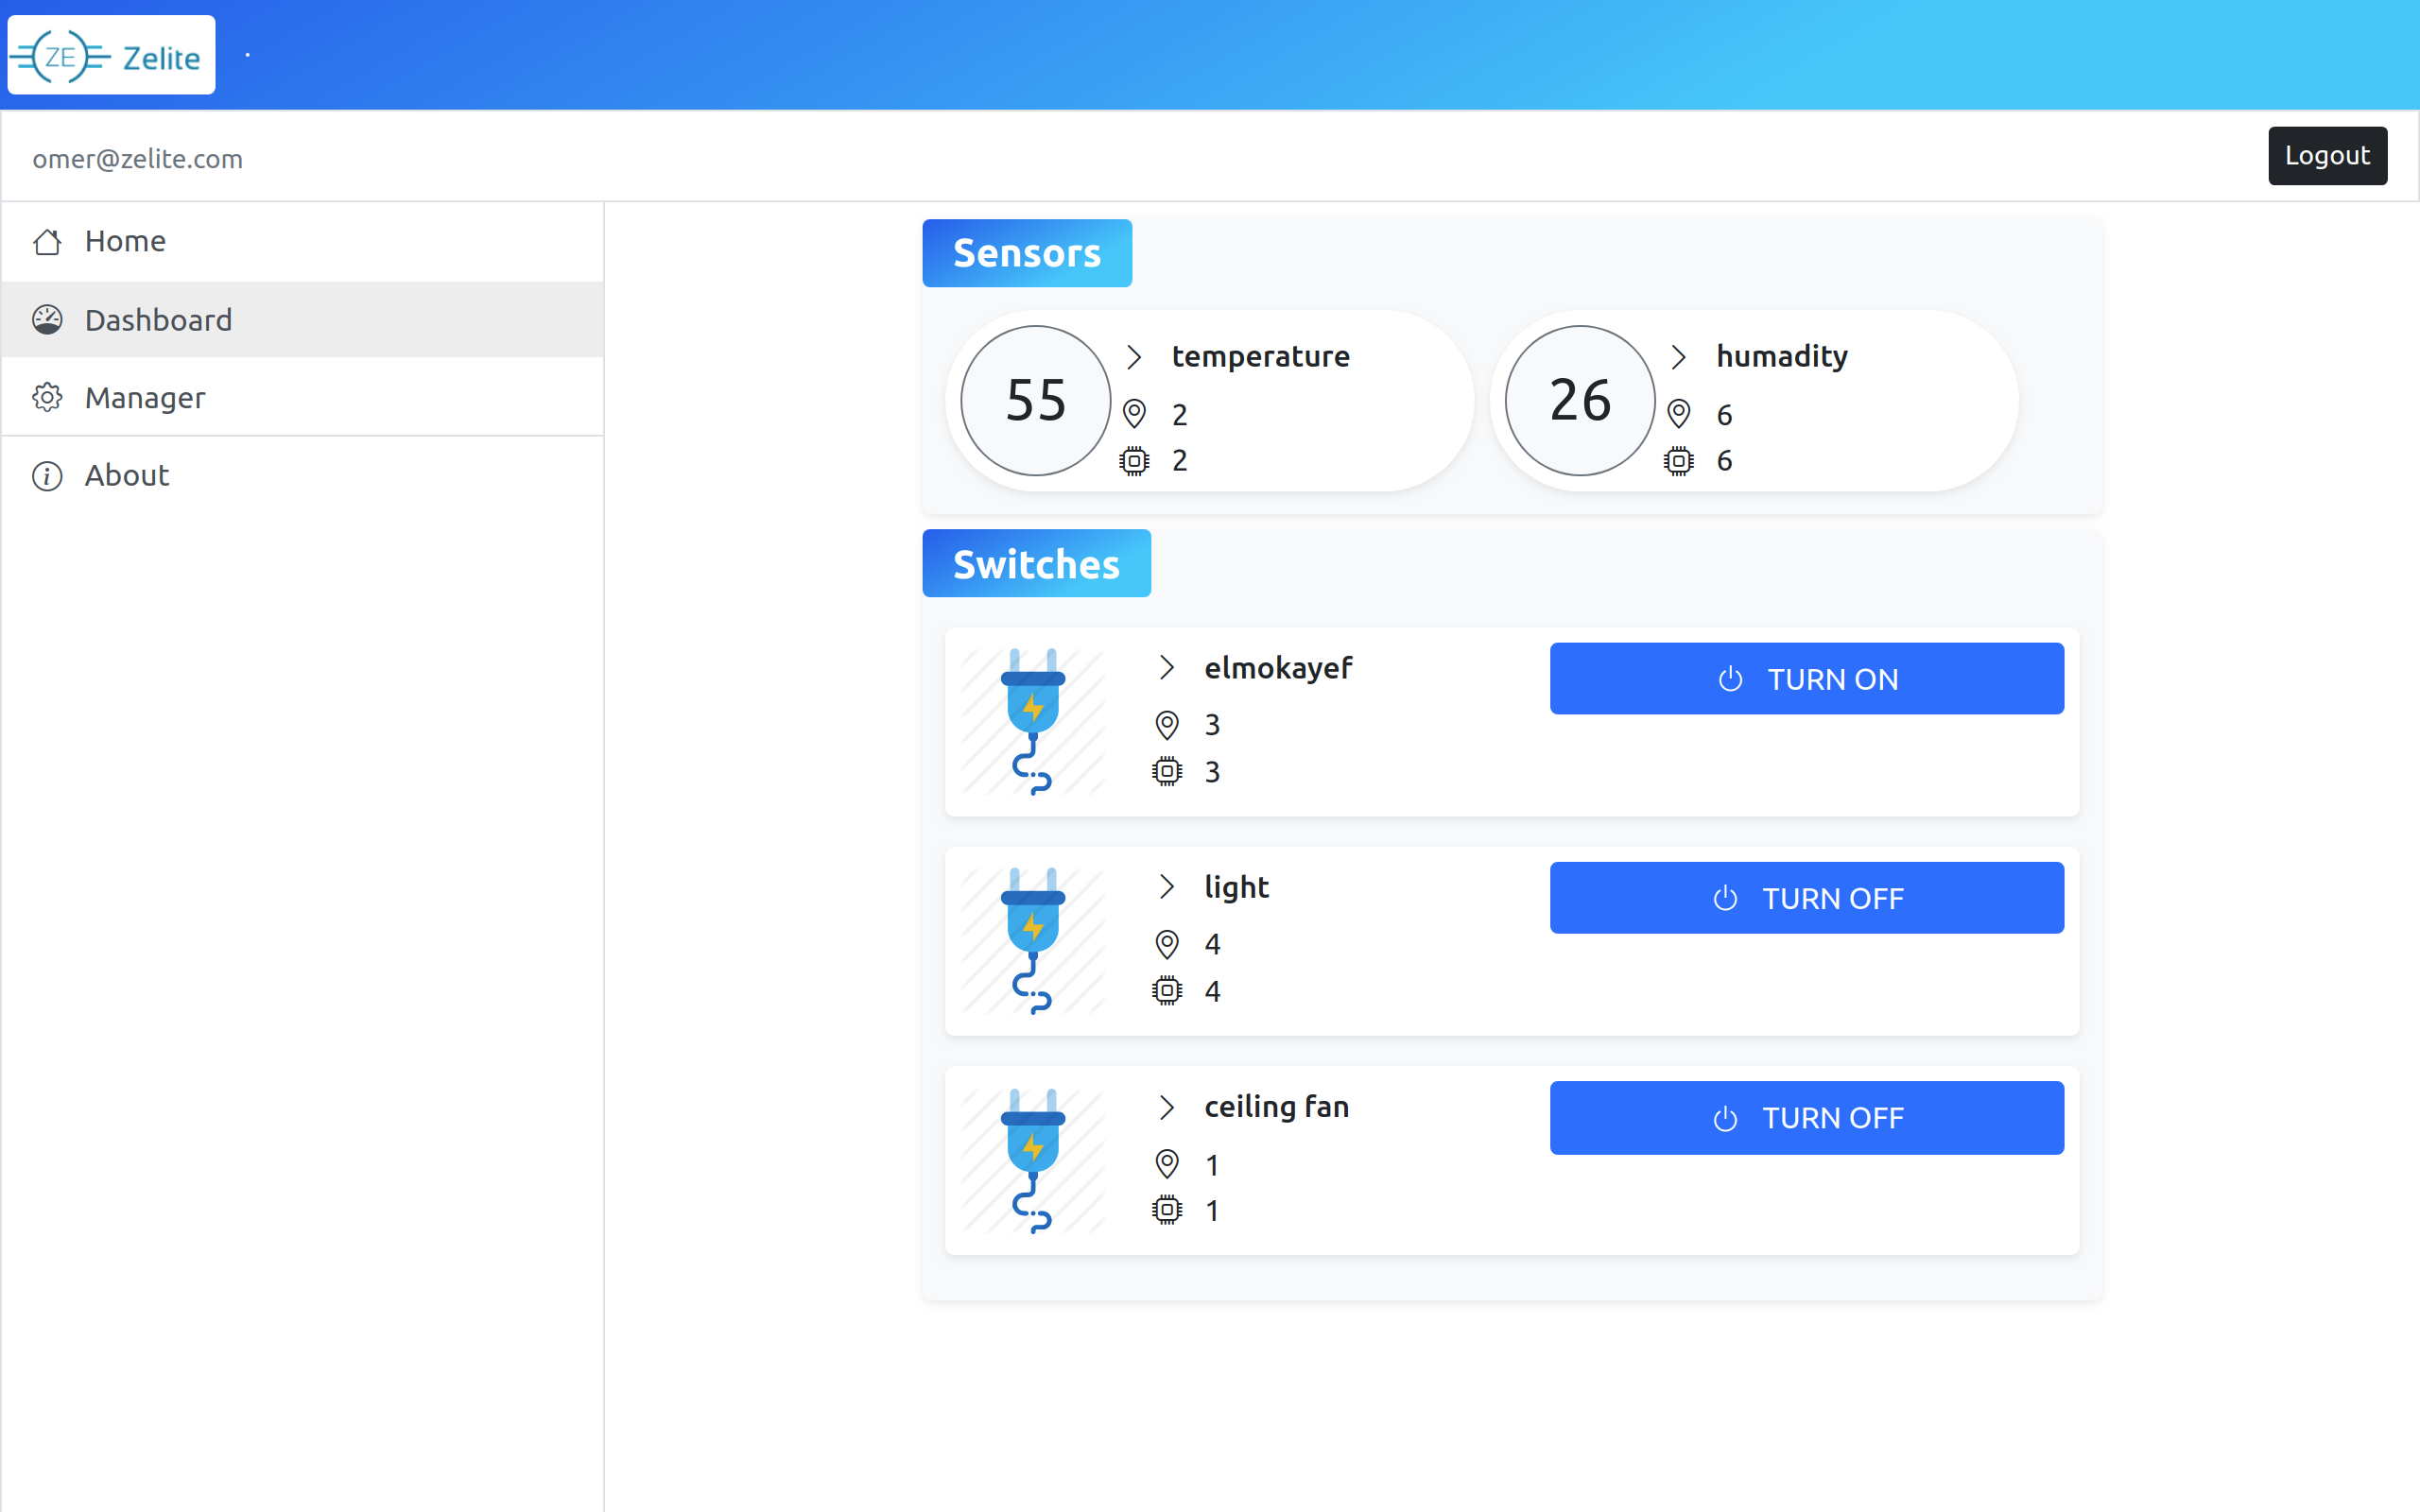 ZE Zelite
.
omer@zelite.com
Logout
Home
Dashboard
Manager
About
Sensors
55
temperature
2
2
26
humadity
6
6
Switches
elmokayef
3
3
TURN ON
light
4
4
TURN OFF
ceiling fan
1
1
TURN OFF